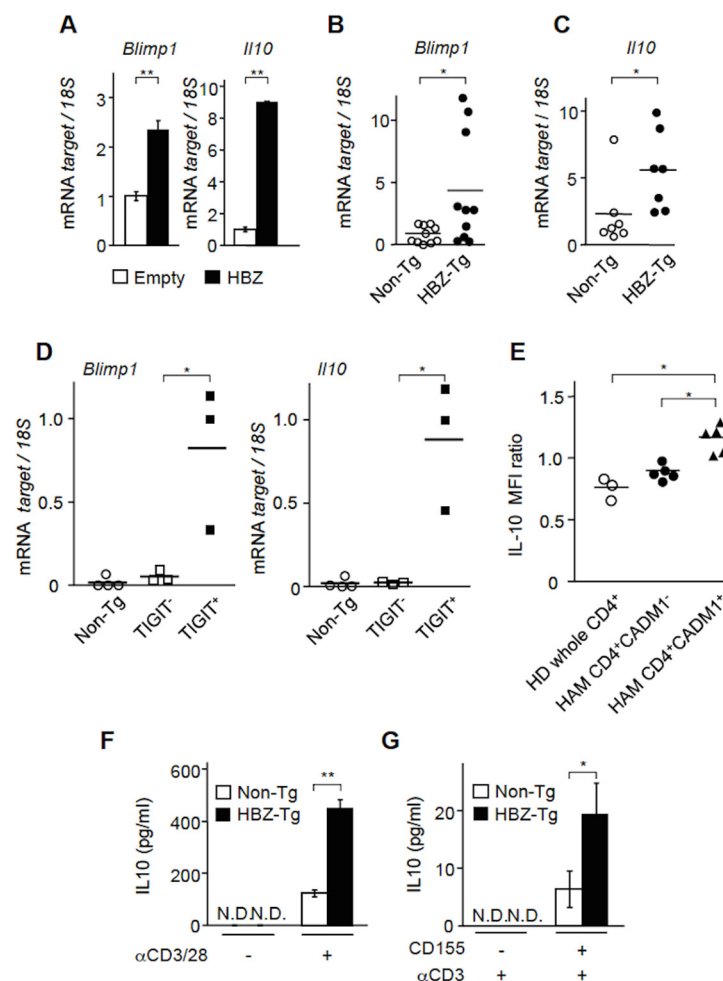 A
Blimp1
Il10
mRNA target / 18S
3
2
1
0
**
mRNA target / 18S
10
8
6
4
2
0
**
Empty
HBZ
B
Blimp1
mRNA target / 18S
10
5
0
*
Non-Tg
HBZ-Tg
C
Il10
mRNA target / 18S
10
5
0
*
Non-Tg
HBZ-Tg
D
Blimp1
mRNA target / 18S
1.0
0.5
0
*
Non-Tg
TIGIT-
TIGIT+
Il10
mRNA target / 18S
1.0
0.5
0
*
Non-Tg
TIGIT-
TIGIT+
E
IL-10 MFI ratio
1.5
1.0
0.5
0
*
*
HD whole CD4+
HAM CD4+CADM1-
HAM CD4+CADM1+
F
IL10 (pg/ml)
600
400
200
0
Non-Tg
HBZ-Tg
**
N.D.N.D.
αCD3/28 - +
G
IL10 (pg/ml)
20
10
0
Non-Tg
HBZ-Tg
*
N.D.N.D.
CD155 - +
αCD3 + +